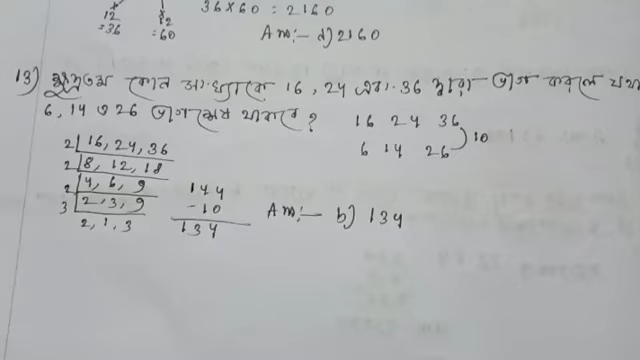 12
=36
12
=60
36×60 = 2160
Ans:- d) 2160
13) ক্ষুদ্রতম কোন সংখ্যাকে 16, 24 এবং 36 দ্বারা ভাগ করলে যথা
6, 14 ও 26 ভাগশেষ থাকবে?
16 24 36
6 14 26
10
2 | 16, 24, 36
2 | 8, 12, 18
2 | 4, 6, 9
3 | 2, 3, 9
2, 1, 3
144
-10
134
Ans:- b) 134